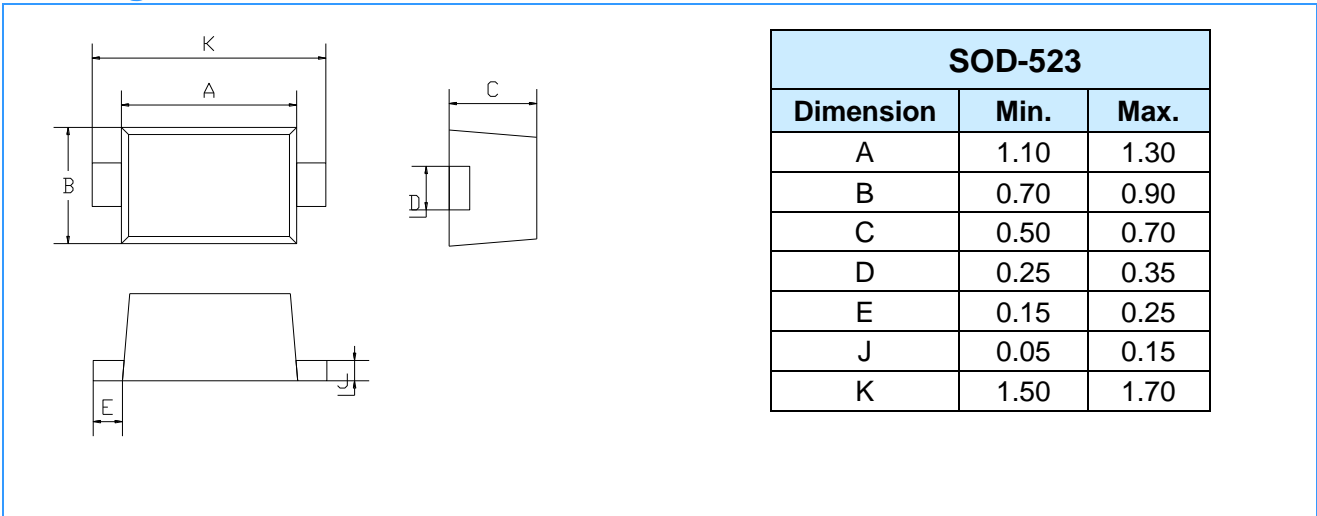 K
A
B
C
D
E
J
SOD-523
Dimension Min. Max.
A 1.10 1.30
B 0.70 0.90
C 0.50 0.70
D 0.25 0.35
E 0.15 0.25
J 0.05 0.15
K 1.50 1.70